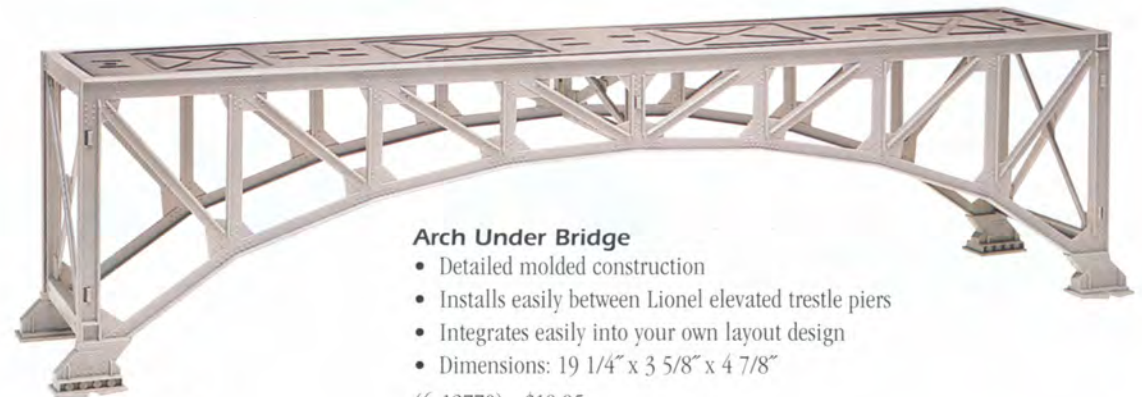 Arch Under Bridge
• Detailed molded construction
• Installs easily between Lionel elevated trestle piers
• Integrates easily into your own layout design
• Dimensions: 19 1/4˝ x 3 5/8˝ x 4 7/8˝